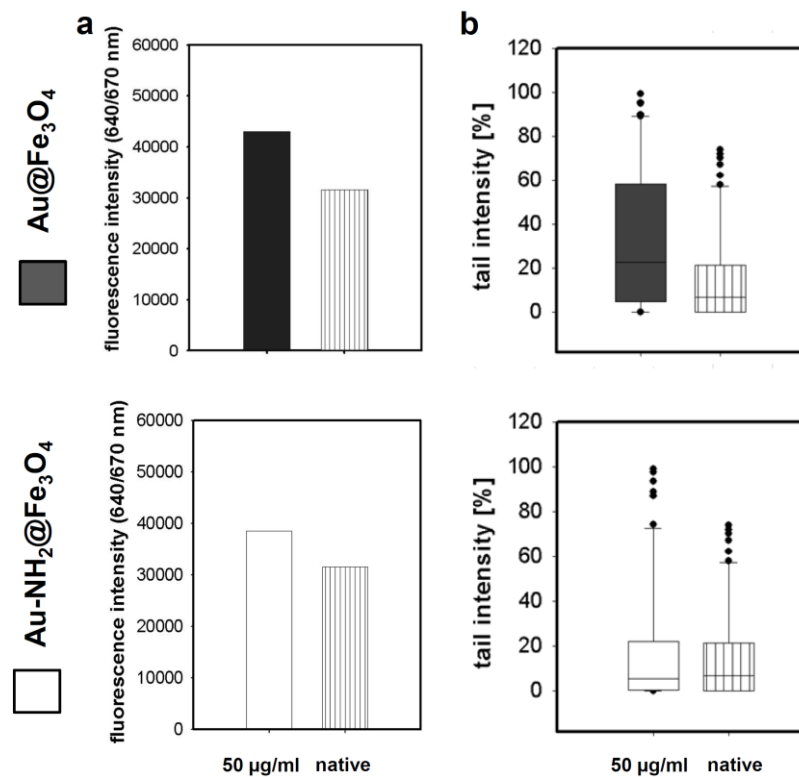 a
b
Au@Fe₃O₄
fluorescence intensity (640/670 nm)
60000
50000
40000
30000
20000
10000
0
tail intensity [%]
120
100
80
60
40
20
0
Au-NH₂@Fe₃O₄
fluorescence intensity (640/670 nm)
60000
50000
40000
30000
20000
10000
0
50 µg/ml native
tail intensity [%]
120
100
80
60
40
20
0
50 µg/ml native